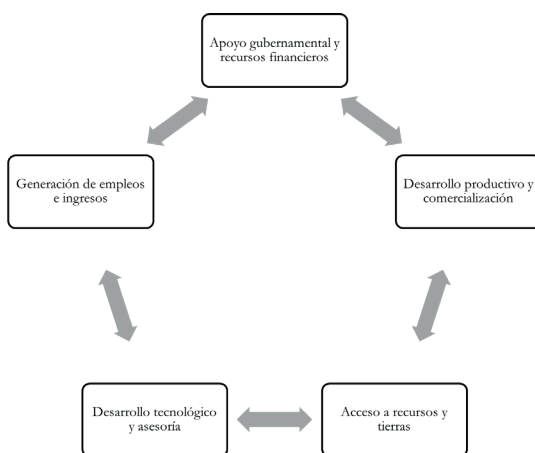 Apoyo gubernamental y
recursos financieros
Generación de empleos
e ingresos
Desarrollo productivo y
comercialización
Desarrollo tecnológico
y asesoría
Acceso a recursos y
tierras